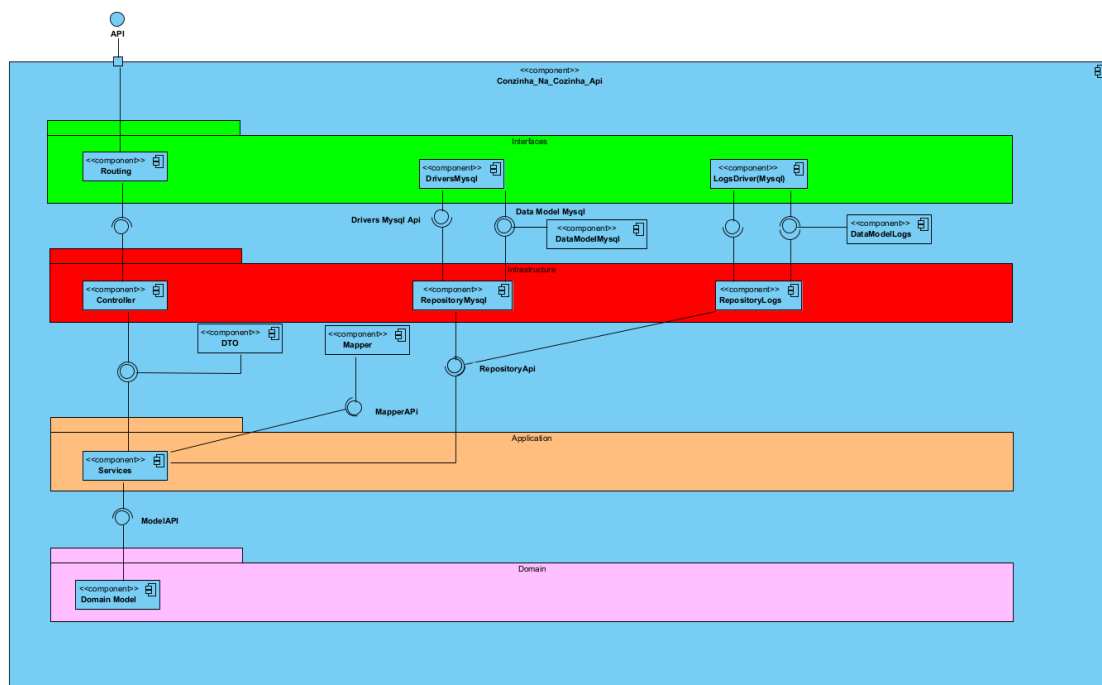 API
<<component>>
Conzinha_Na_Cozinha_Api
Interfaces
<<component>>
Routing
<<component>>
DriversMysql
<<component>>
LogsDriver(Mysql)
Drivers Mysql Api
Data Model Mysql
<<component>>
DataModelMysql
<<component>>
DataModelLogs
Infrastructure
<<component>>
Controller
<<component>>
RepositoryMysql
<<component>>
RepositoryLogs
<<component>>
DTO
<<component>>
Mapper
RepositoryApi
MapperAPi
Application
<<component>>
Services
ModelAPI
Domain
<<component>>
Domain Model